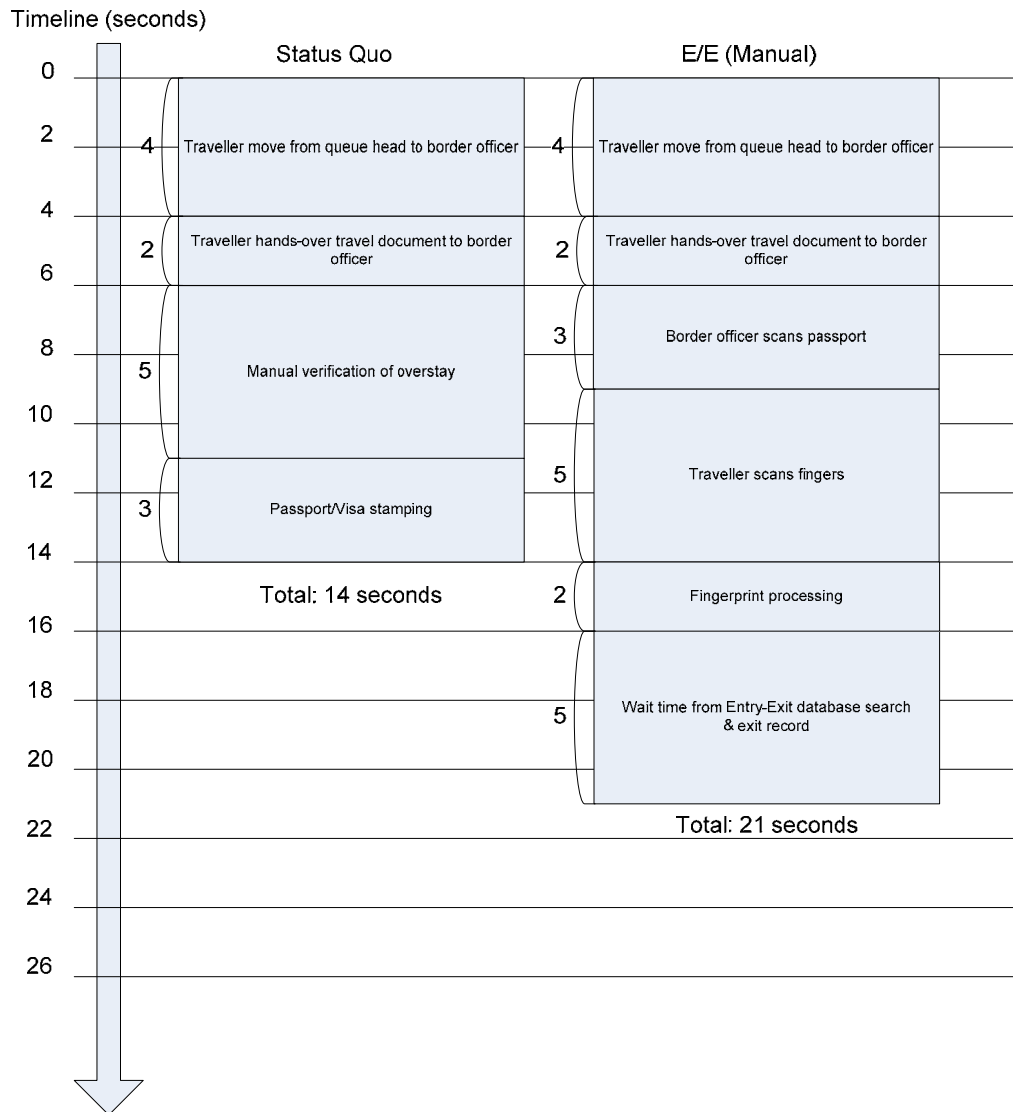 Timeline (seconds)
Status Quo
E/E (Manual)
0
2
4
6
8
10
12
14
16
18
20
22
24
26
4
Traveller move from queue head to border officer
2
Traveller hands-over travel document to border
officer
5
Manual verification of overstay
3
Passport/Visa stamping
Total: 14 seconds
4
Traveller move from queue head to border officer
2
Traveller hands-over travel document to border
officer
3
Border officer scans passport
5
Traveller scans fingers
2
Fingerprint processing
5
Wait time from Entry-Exit database search
& exit record
Total: 21 seconds